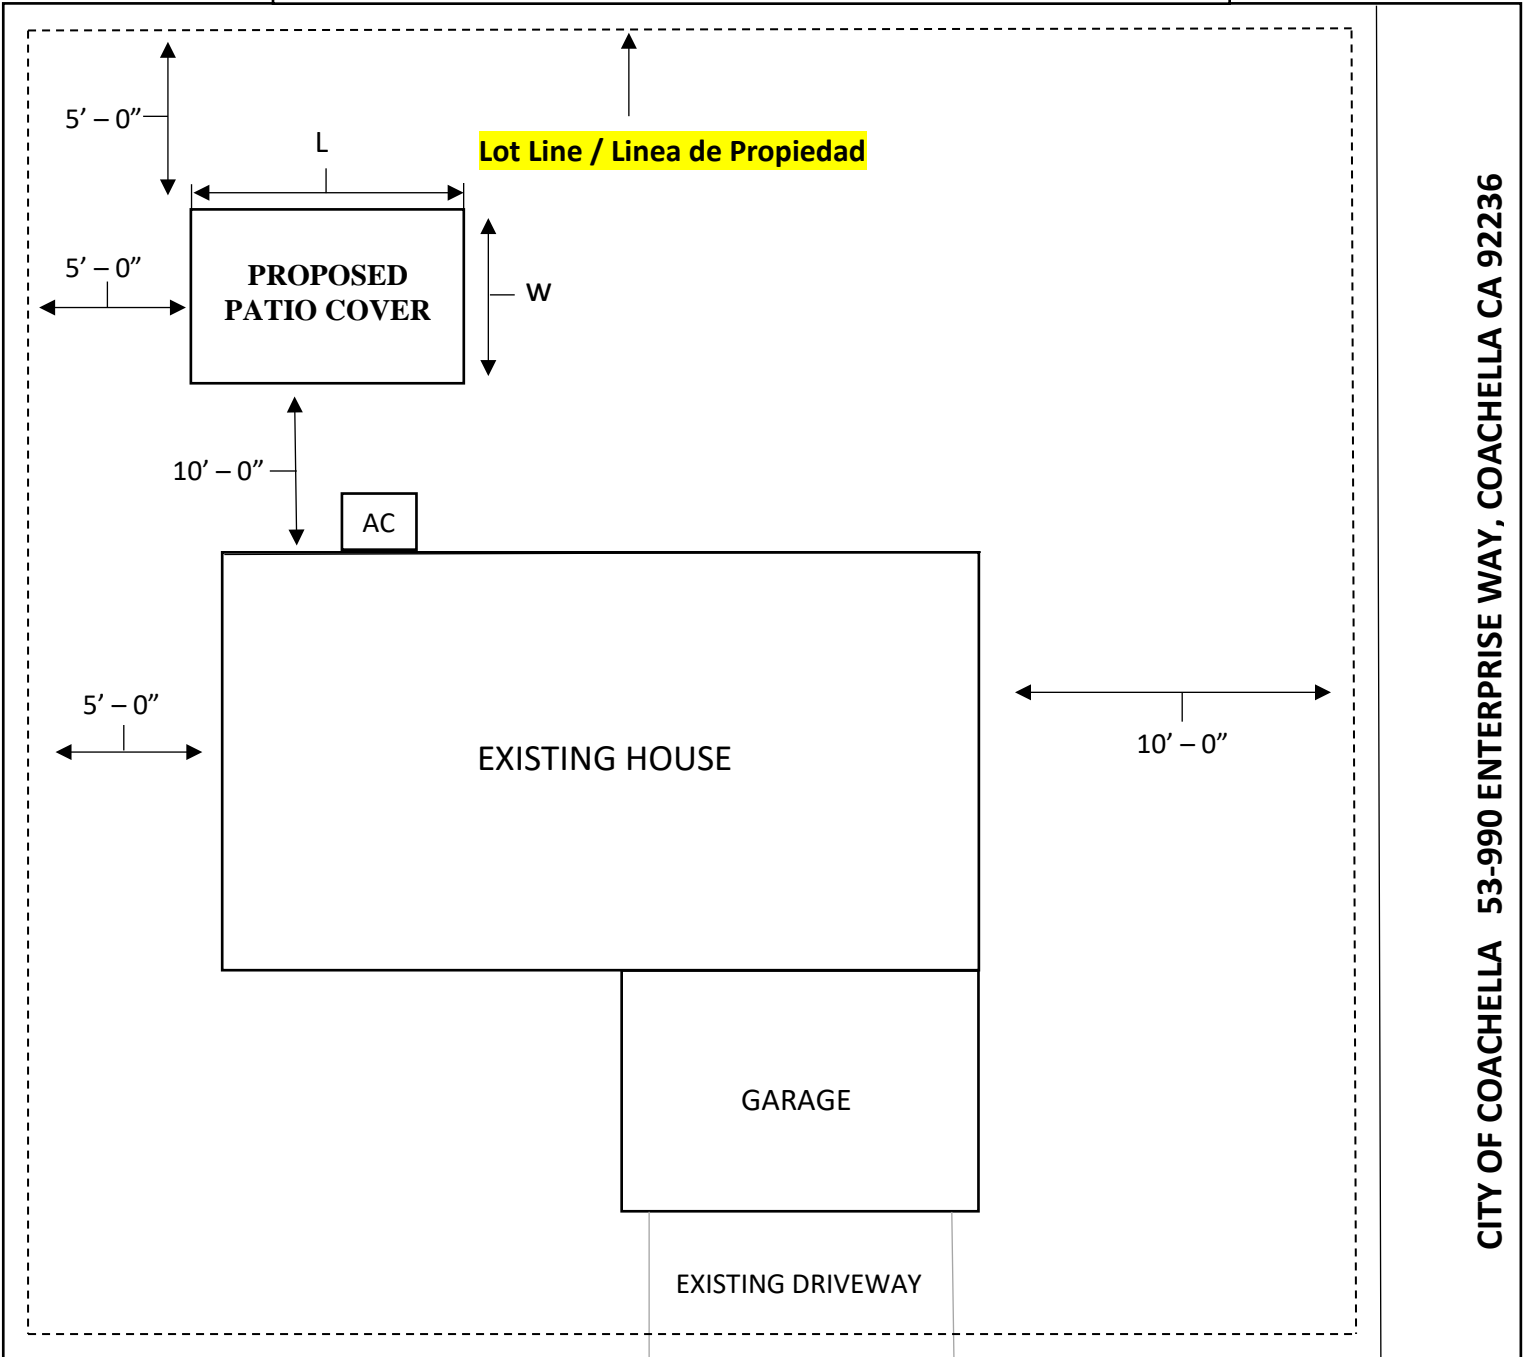 5’ – 0”
L
Lot Line / Linea de Propiedad
5’ – 0”
PROPOSED
PATIO COVER
W
10’ – 0”
AC
5’ – 0”
EXISTING HOUSE
10’ – 0”
GARAGE
EXISTING DRIVEWAY
CITY OF COACHELLA 53-990 ENTERPRISE WAY, COACHELLA CA 92236